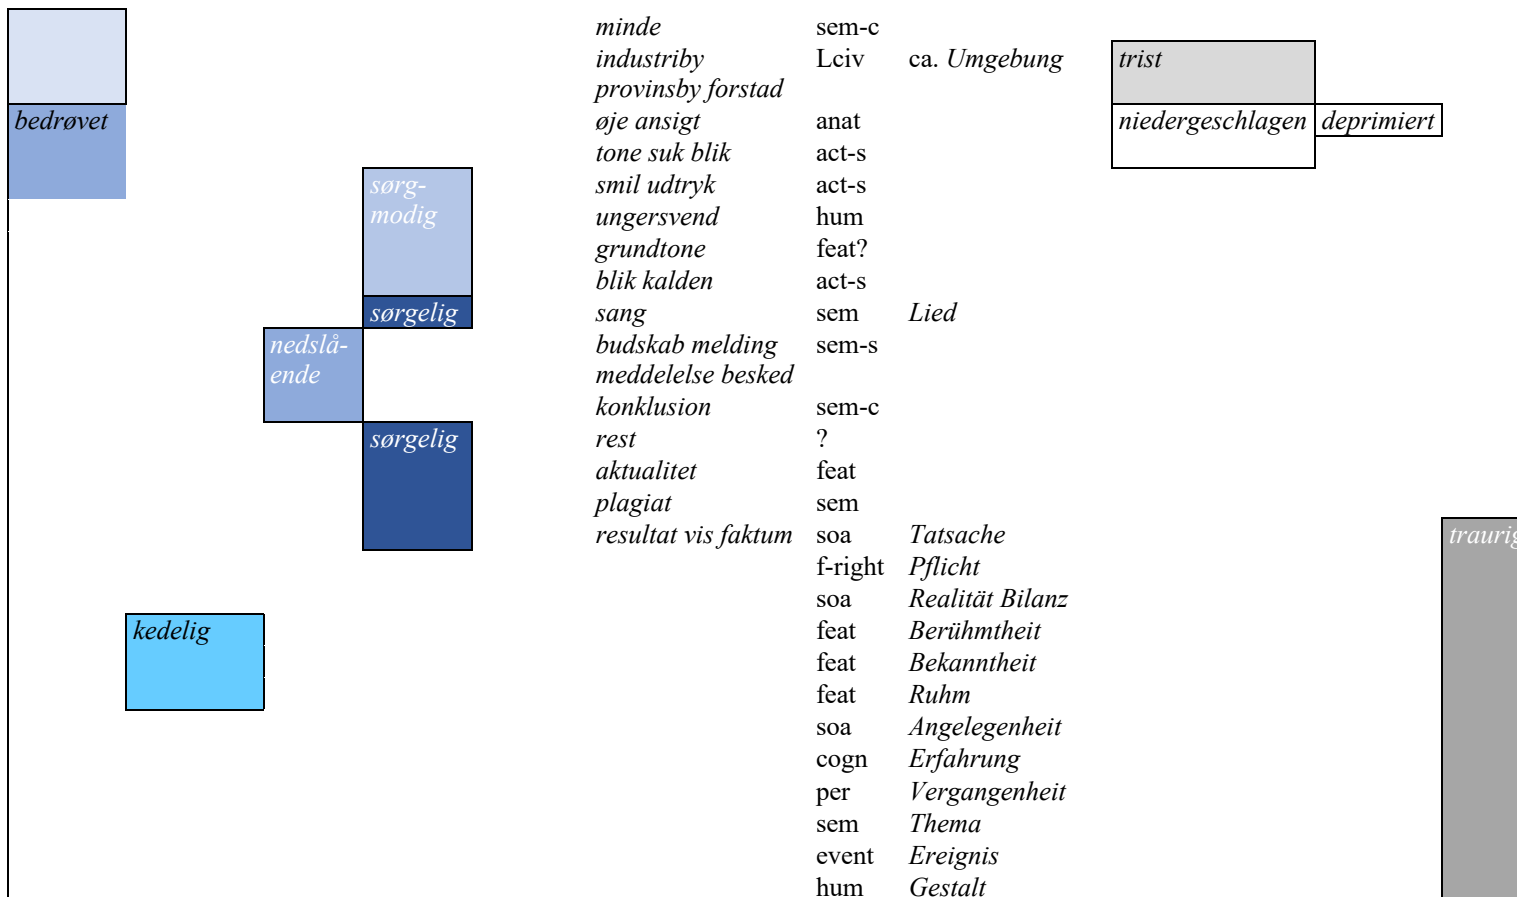 minde sem-c
industriby Lciv ca. Umgebung trist
provinsby forstad
bedrøvet øje ansigt anat niedergeschlagen deprimiert
tone suk blik act-s
sørg- smil udtryk act-s
modig ungersvend hum
grundtone feat?
blik kalden act-s
sørgelig sang sem Lied
nedslå- budskab melding sem-s
ende meddelelse besked
konklusion sem-c
sørgelig rest ?
aktualitet feat
plagiat sem
resultat vis faktum soa Tatsache traurig
f-right Pflicht
soa Realität Bilanz
kedelig feat Berühmtheit
feat Bekanntheit
feat Ruhm
soa Angelegenheit
cogn Erfahrung
per Vergangenheit
sem Thema
event Ereignis
hum Gestalt